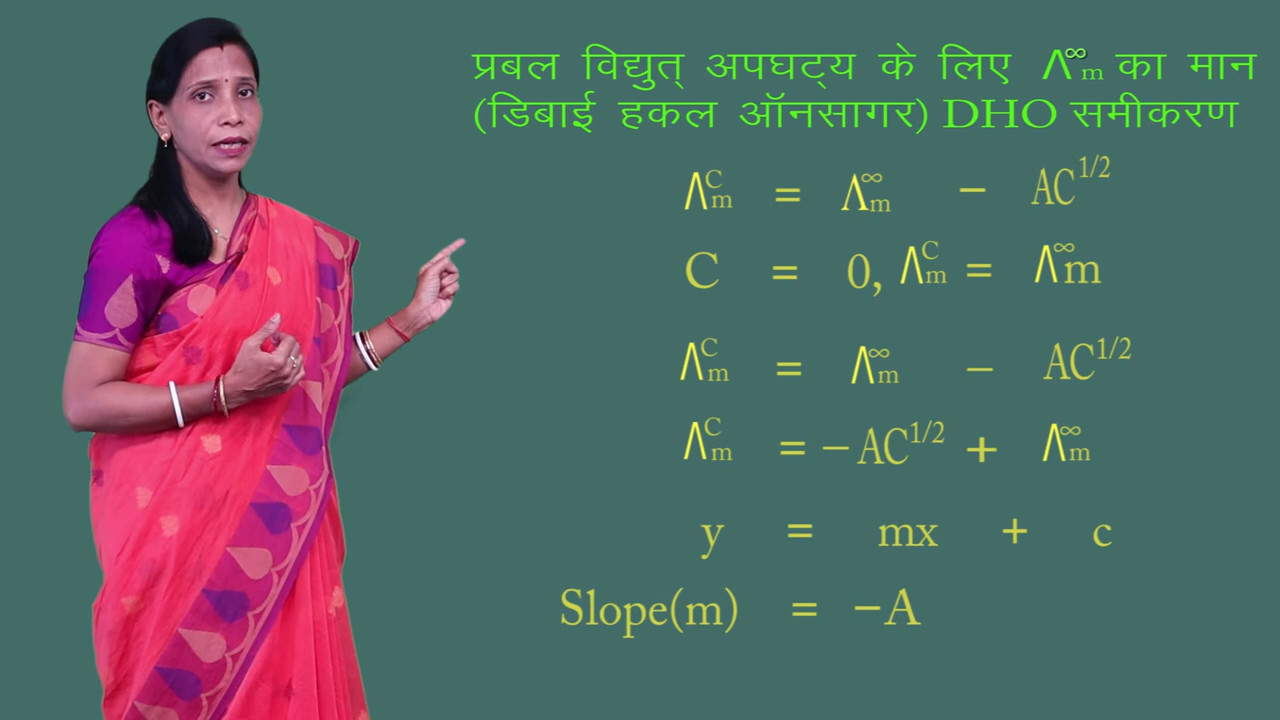 प्रबल विद्युत् अपघट्य के लिए Λ∞m का मान
(डिबाई हकल ऑनसागर) DHO समीकरण
ΛCm = Λ∞m − AC1/2
C = 0, ΛCm = Λ∞m
ΛCm = Λ∞m − AC1/2
ΛCm = −AC1/2 + Λ∞m
y = mx + c
Slope(m) = −A